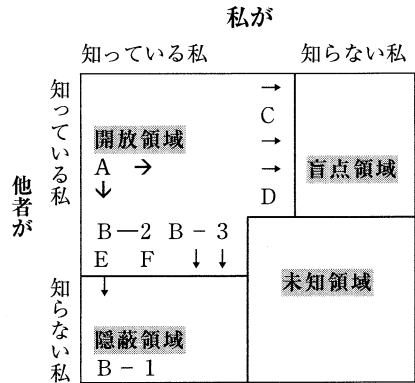 私が
知っている私 知らない私
他者が
知っている私
知らない私
→
C
開放領域 →
A → → 盲点領域
↓ D
B—2 B-3
E F ↓ ↓
↓ 未知領域
隠蔽領域
B-1